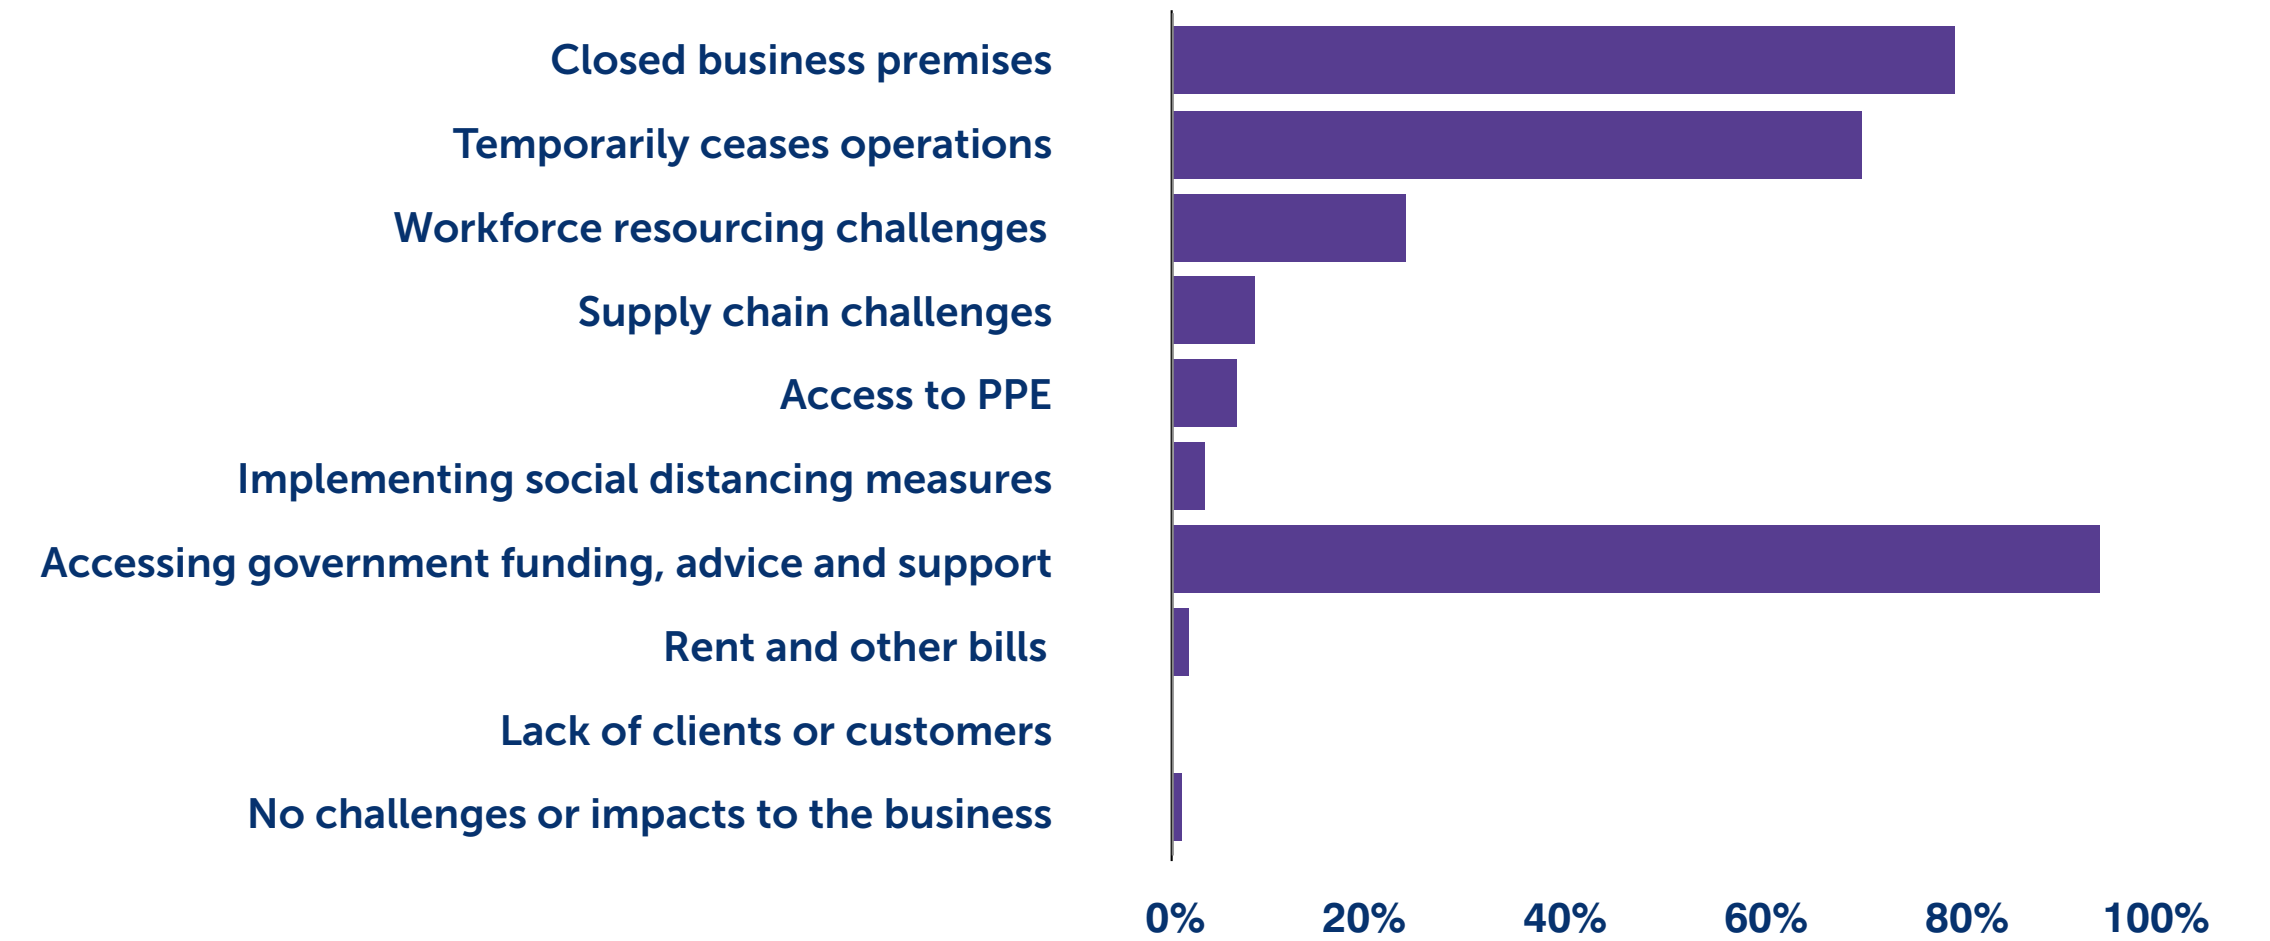 Closed business premises
Temporarily ceases operations
Workforce resourcing challenges
Supply chain challenges
Access to PPE
Implementing social distancing measures
Accessing government funding, advice and support
Rent and other bills
Lack of clients or customers
No challenges or impacts to the business
0% 20% 40% 60% 80% 100%